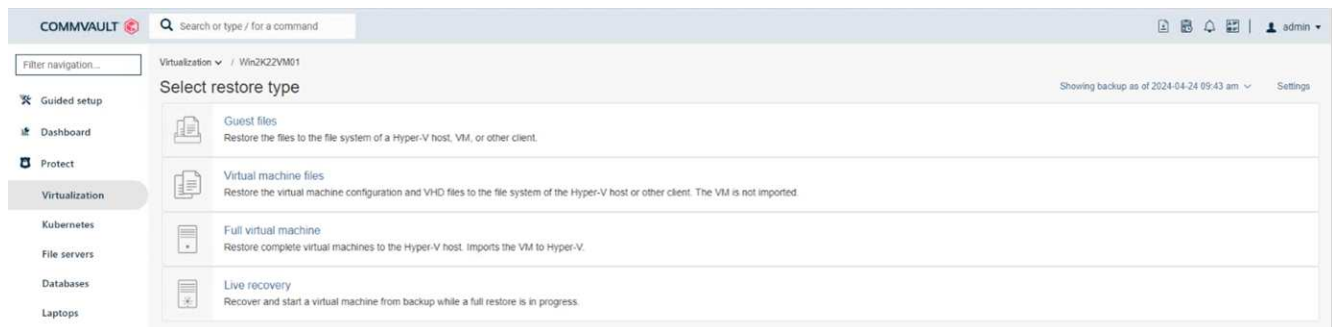 COMMVAULT
Search or type / for a command
admin
Filter navigation...
Guided setup
Dashboard
Protect
Virtualization
Kubernetes
File servers
Databases
Laptops
Virtualization / Win2K22VM01
Select restore type
Showing backup as of 2024-04-24 09:43 am
Settings
Guest files
Restore the files to the file system of a Hyper-V host, VM, or other client.
Virtual machine files
Restore the virtual machine configuration and VHD files to the file system of the Hyper-V host or other client. The VM is not imported.
Full virtual machine
Restore complete virtual machines to the Hyper-V host. Imports the VM to Hyper-V.
Live recovery
Recover and start a virtual machine from backup while a full restore is in progress.